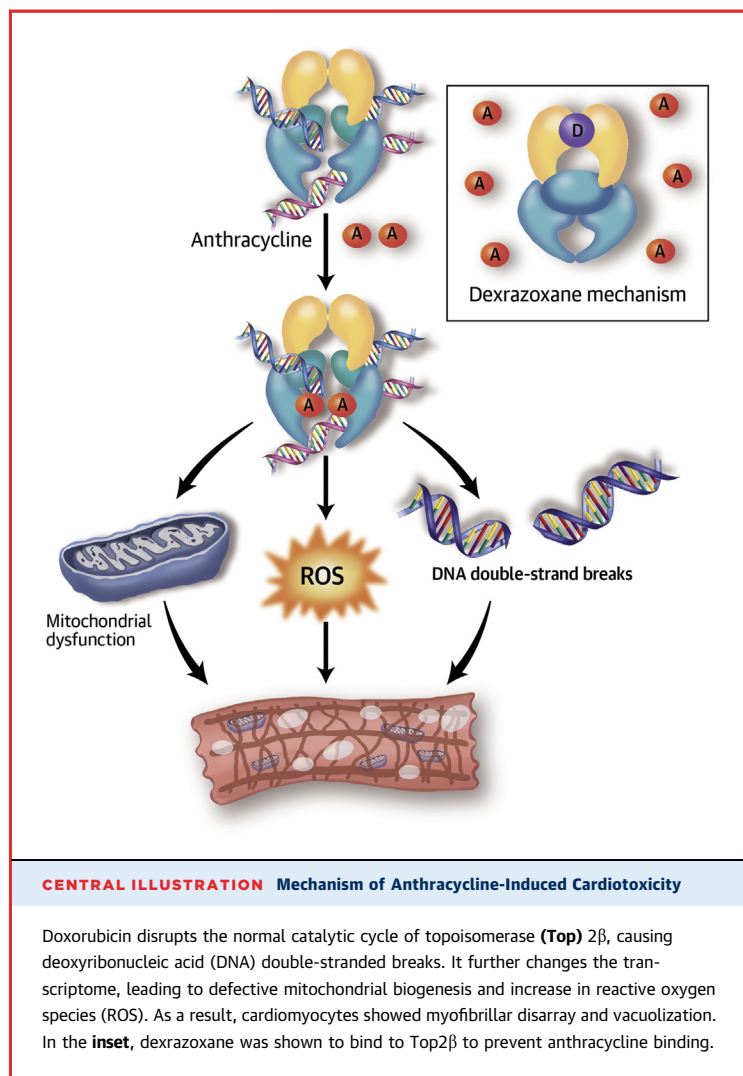 D
A
A
A
A
A
A
Dexrazoxane mechanism
Anthracycline
A A
A A
Mitochondrial
dysfunction
ROS
DNA double-strand breaks
CENTRAL ILLUSTRATION Mechanism of Anthracycline-Induced Cardiotoxicity
Doxorubicin disrupts the normal catalytic cycle of topoisomerase (Top) 2β, causing
deoxyribonucleic acid (DNA) double-stranded breaks. It further changes the tran-
scriptome, leading to defective mitochondrial biogenesis and increase in reactive oxygen
species (ROS). As a result, cardiomyocytes showed myofibrillar disarray and vacuolization.
In the inset, dexrazoxane was shown to bind to Top2β to prevent anthracycline binding.